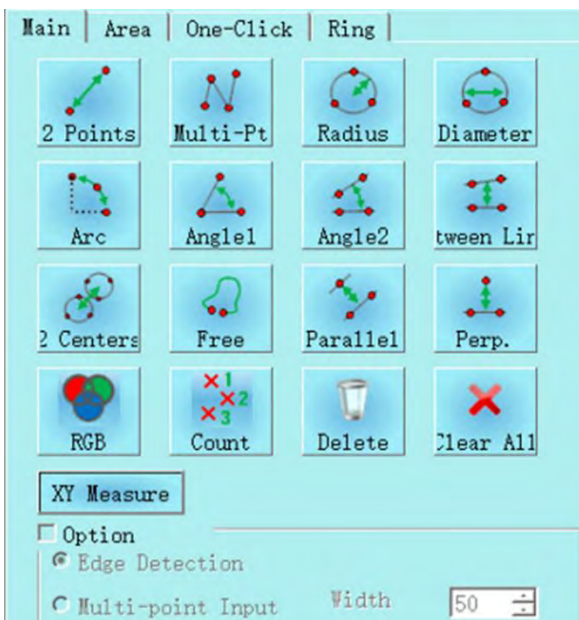 Main Area One-Click Ring
2 Points Multi-Pt Radius Diameter
Arc Angle1 Angle2 tween Lin
2 Centers Free Parallel Perp.
1
2
3
RGB Count Delete Clear All
XY Measure
Option
Edge Detection
Multi-point Input Width 50